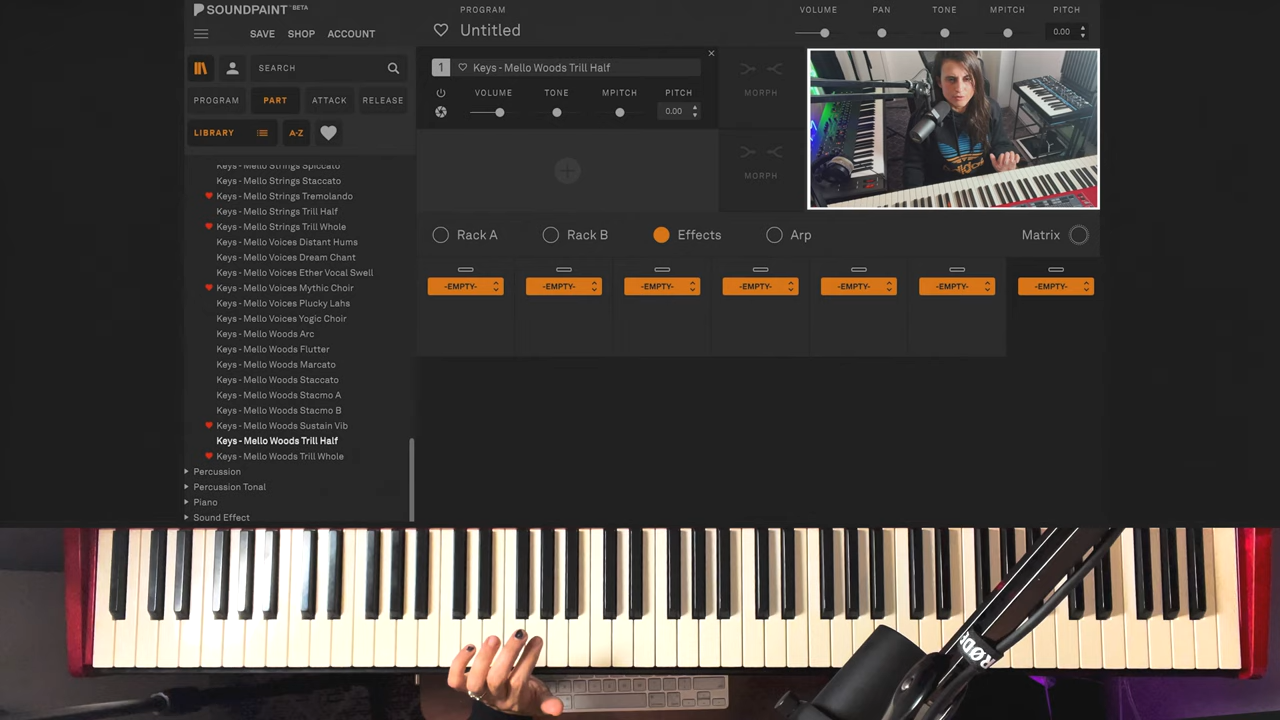 SOUNDPAINT BETA
SAVE SHOP ACCOUNT
SEARCH
PROGRAM PART ATTACK RELEASE
LIBRARY A-Z
Keys - Mello Strings Spiccato
Keys - Mello Strings Staccato
Keys - Mello Strings Tremolando
Keys - Mello Strings Trill Half
Keys - Mello Strings Trill Whole
Keys - Mello Voices Distant Hums
Keys - Mello Voices Dream Chant
Keys - Mello Voices Ether Vocal Swell
Keys - Mello Voices Mythic Choir
Keys - Mello Voices Plucky Lahs
Keys - Mello Voices Yogic Choir
Keys - Mello Woods Arc
Keys - Mello Woods Flutter
Keys - Mello Woods Marcato
Keys - Mello Woods Staccato
Keys - Mello Woods Stacmo A
Keys - Mello Woods Stacmo B
Keys - Mello Woods Sustain Vib
Keys - Mello Woods Trill Half
Keys - Mello Woods Trill Whole
Percussion
Percussion Tonal
Piano
Sound Effect
PROGRAM
Untitled
VOLUME PAN TONE MPITCH PITCH
0.00
1 Keys - Mello Woods Trill Half
VOLUME TONE MPITCH PITCH
0.00
MORPH
MORPH
adidas
Rack A Rack B Effects Arp Matrix
-EMPTY- -EMPTY- -EMPTY- -EMPTY- -EMPTY- -EMPTY- -EMPTY-
RØDE